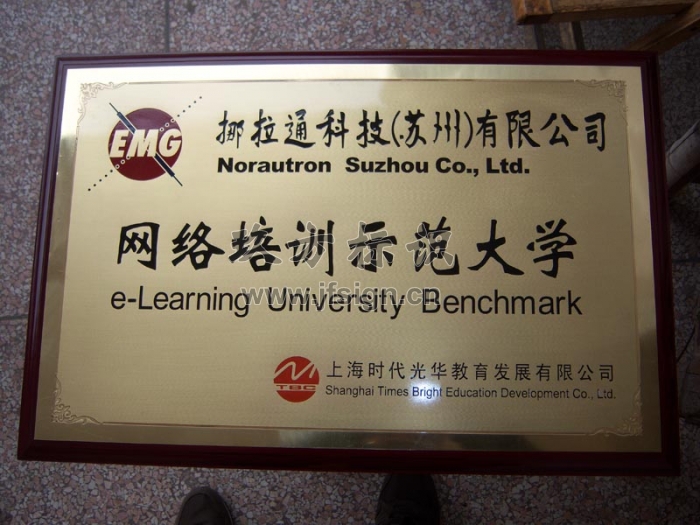 EMG
挪拉通科技(苏州)有限公司
Norautron Suzhou Co., Ltd.
网络培训示范大学
e-Learning University Benchmark
www.jfsign.cn
TBC
上海时代光华教育发展有限公司
Shanghai Times Bright Education Development Co., Ltd.